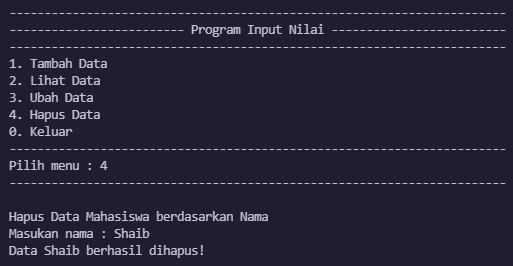 -----------------------------------------------------------------------
------------------------- Program Input Nilai -------------------------
-----------------------------------------------------------------------
1. Tambah Data
2. Lihat Data
3. Ubah Data
4. Hapus Data
0. Keluar
-----------------------------------------------------------------------
Pilih menu : 4
-----------------------------------------------------------------------
Hapus Data Mahasiswa berdasarkan Nama
Masukan nama : Shaib
Data Shaib berhasil dihapus!